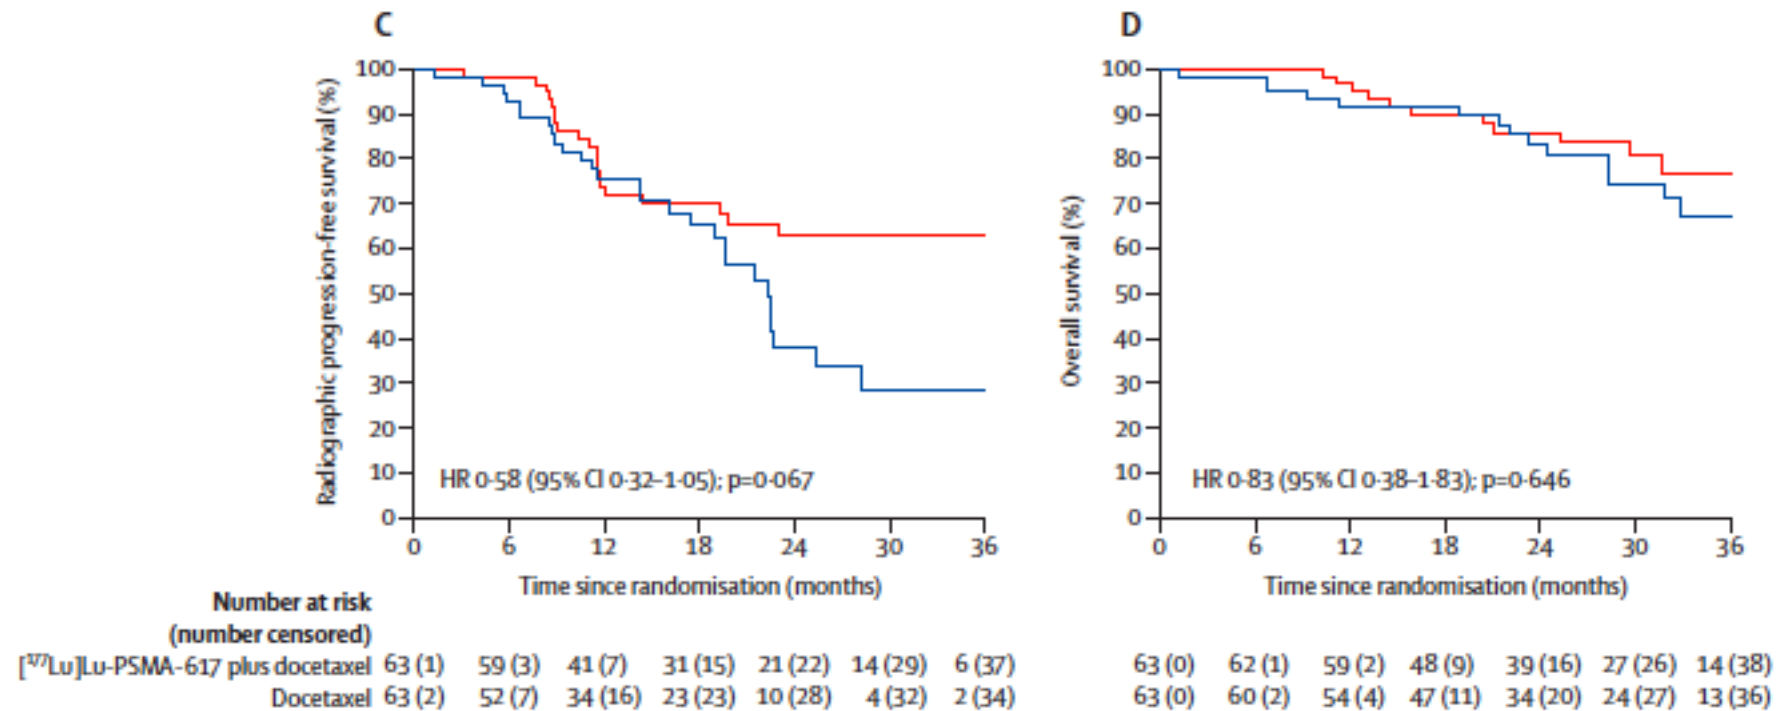 C
Radiographic progression-free survival (%)
100
90
80
70
60
50
40
30
20
10
0
HR 0·58 (95% CI 0·32–1·05); p=0·067
0 6 12 18 24 30 36
Time since randomisation (months)
D
Overall survival (%)
100
90
80
70
60
50
40
30
20
10
0
HR 0·83 (95% CI 0·38–1·83); p=0·646
0 6 12 18 24 30 36
Time since randomisation (months)
Number at risk
(number censored)
[¹⁷⁷Lu]Lu-PSMA-617 plus docetaxel 63 (1) 59 (3) 41 (7) 31 (15) 21 (22) 14 (29) 6 (37) 63 (0) 62 (1) 59 (2) 48 (9) 39 (16) 27 (26) 14 (38)
Docetaxel 63 (2) 52 (7) 34 (16) 23 (23) 10 (28) 4 (32) 2 (34) 63 (0) 60 (2) 54 (4) 47 (11) 34 (20) 24 (27) 13 (36)